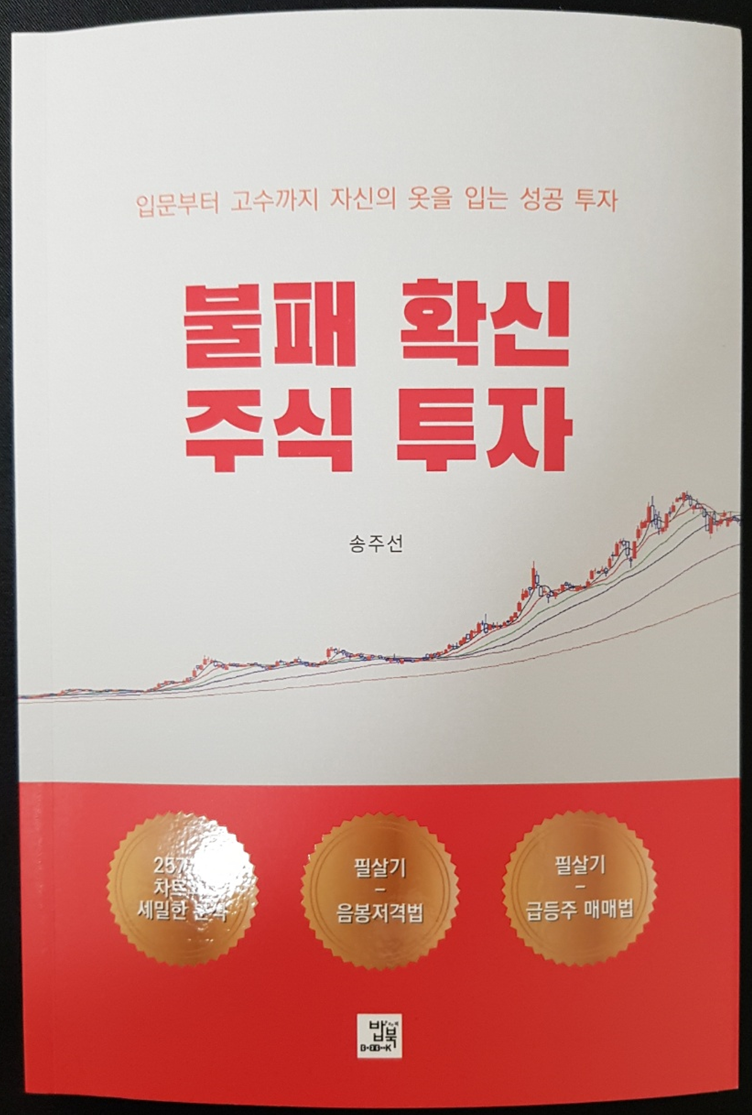 입문부터 고수까지 자신의 옷을 입는 성공 투자
불패 확신
주식 투자
송주선
세밀한
필살기
–
음봉저격법
필살기
–
급등주 매매법
밥북
B·OB··K